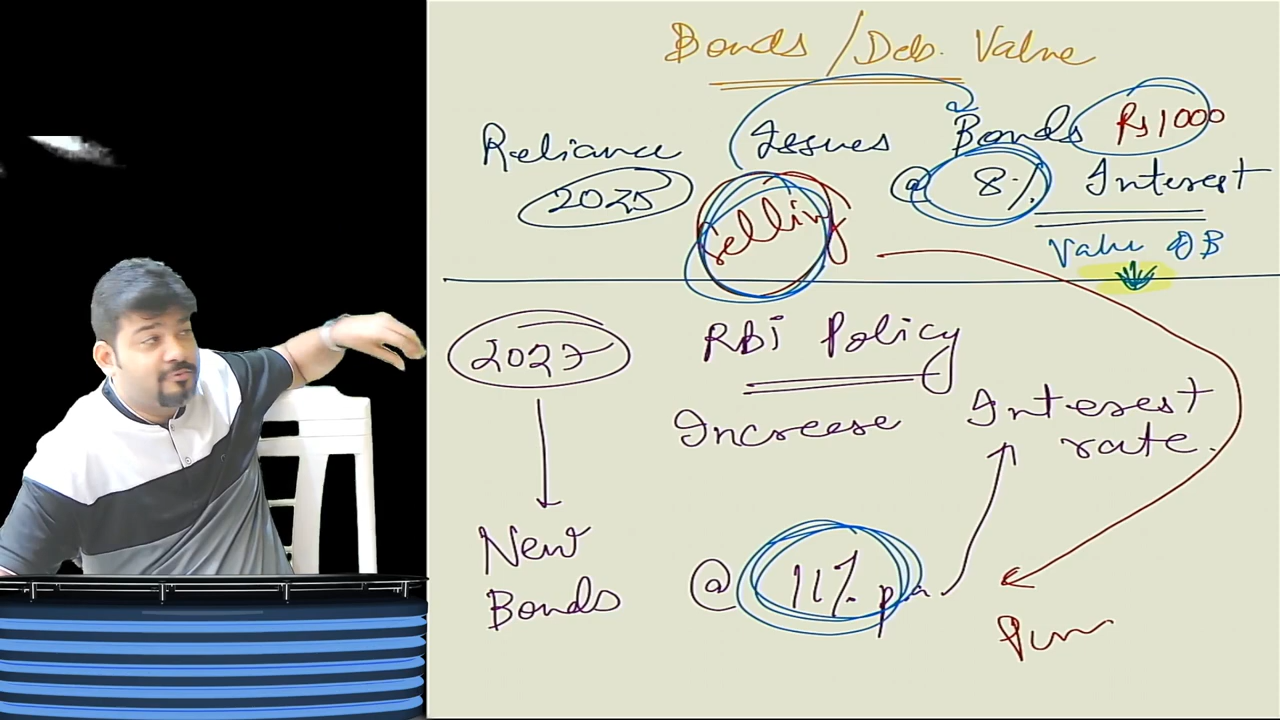 Bonds / Deb. Value
Reliance Issues Bonds Rs 1000
2025 Selling @ 8% Interest
Value OB
2027 RBI Policy
Increese Interest
rate.
New
Bonds @ 11% p.a.